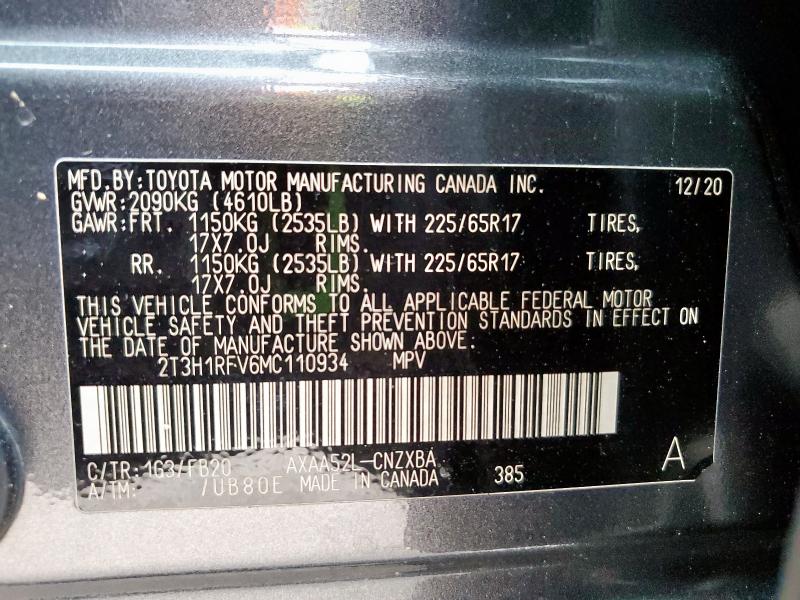 MFD.BY:TOYOTA MOTOR MANUFACTURING CANADA INC. 12/20
GVWR:2090KG (4610LB)
GAWR:FRT. 1150KG (2535LB) WITH 225/65R17 TIRES,
17X7.0J RIMS.
RR. 1150KG (2535LB) WITH 225/65R17 TIRES,
17X7.0J RIMS.
THIS VEHICLE CONFORMS TO ALL APPLICABLE FEDERAL MOTOR
VEHICLE SAFETY AND THEFT PREVENTION STANDARDS IN EFFECT ON
THE DATE OF MANUFACTURE SHOWN ABOVE.
2T3H1RFV6MC110934 MPV
C/TR: 1G3/FB20 AXAA52L-CNZXBA A
A/TM: /UB80E MADE IN CANADA 385